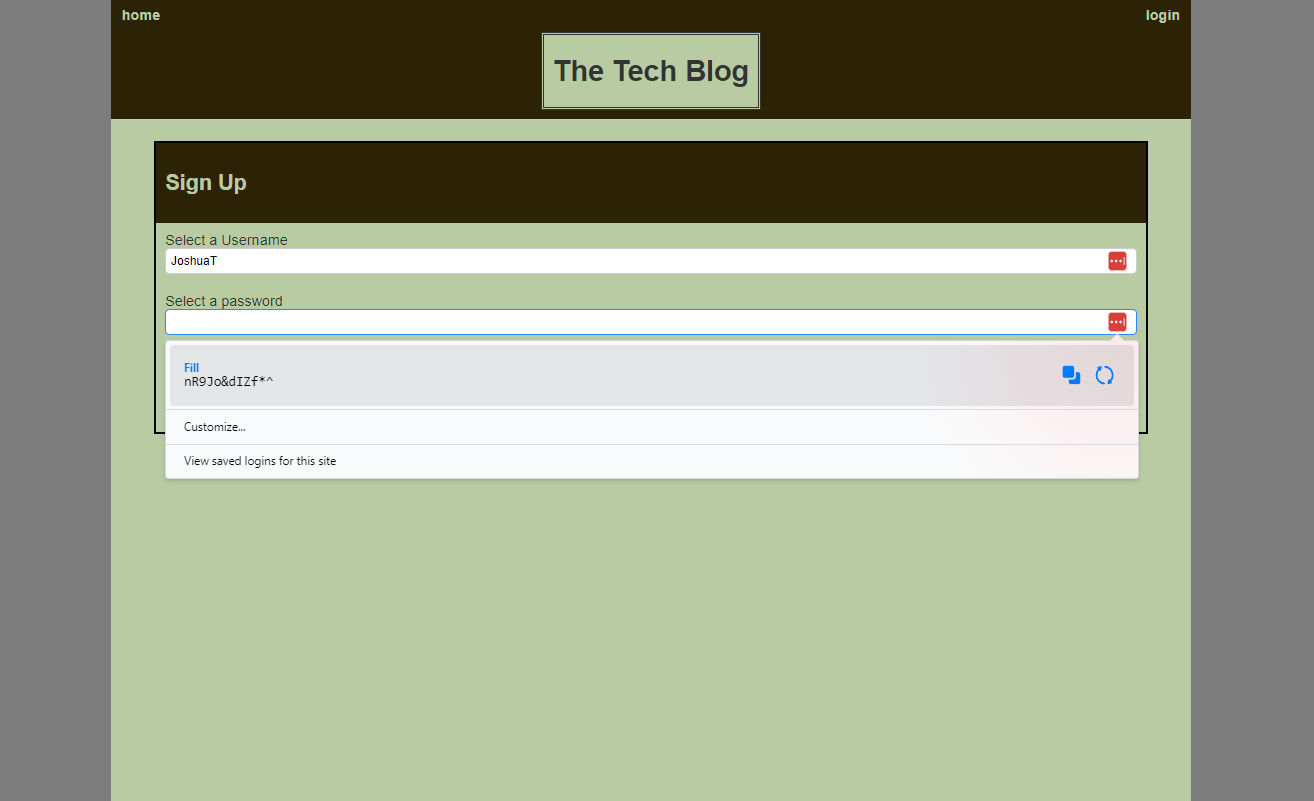 home
login
The Tech Blog
Sign Up
Select a Username
JoshuaT
Select a password
Fill
nR9Jo&dIZf*^
Customize...
View saved logins for this site